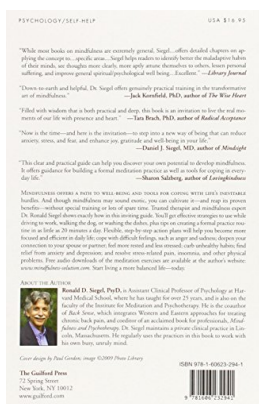 PSYCHOLOGY/SELF-HELP USA $16.95
"While most books on mindfulness are extremely general, Siegel...offers detailed chapters on ap-
plying the concept to...specific areas....Siegel helps readers to identify better the maladaptive habits
of their minds, see thoughts more clearly, more aptly attune themselves to others, lessen personal
suffering, and improve general spiritual/psychological well being....Excellent." —Library Journal
"Down-to-earth and helpful, Dr. Siegel offers genuinely practical training in the transformative
art of mindfulness." —Jack Kornfield, PhD, author of The Wise Heart
"Filled with wisdom that is both practical and deep, this book is an invitation to live the real mo-
ments of our life with presence and heart." —Tara Brach, PhD, author of Radical Acceptance
"Now is the time—and here is the invitation—to step into a new way of being that can reduce
anxiety, stress, and fear, and enhance joy, gratitude and well-being in your life."
—Daniel J. Siegel, MD, author of Mindsight
"This clear and practical guide can help you discover your own potential to develop mindfulness.
It offers guidance for building a formal meditation practice as well as tools for coping in every-
day life." —Sharon Salzberg, author of Lovingkindness
MINDFULNESS OFFERS A PATH TO WELL-BEING AND TOOLS FOR COPING WITH LIFE'S INEVITABLE
hurdles. And though mindfulness may sound exotic, you can cultivate it—and reap its proven
benefits—without special training or lots of spare time. Trusted therapist and mindfulness expert
Dr. Ronald Siegel shows exactly how in this inviting guide. You'll get effective strategies to use while
driving to work, walking the dog, or washing the dishes, plus tips on creating a formal practice rou-
tine in as little as 20 minutes a day. Flexible, step-by-step action plans will help you become more
focused and efficient in daily life; cope with difficult feelings, such as anger and sadness; deepen your
connection to your spouse or partner; feel more rested and less stressed; curb unhealthy habits; find
relief from anxiety and depression; and resolve stress-related pain, insomnia, and other physical
problems. Free audio downloads of the meditation exercises are available at the author's website:
www.mindfulness-solution.com. Start living a more balanced life—today.
ABOUT THE AUTHOR
Ronald D. Siegel, PsyD, is Assistant Clinical Professor of Psychology at Har-
vard Medical School, where he has taught for over 25 years, and is also on the
faculty of the Institute for Meditation and Psychotherapy. He is the coauthor
of Back Sense, which integrates Western and Eastern approaches for treating
chronic back pain, and coeditor of an acclaimed book for professionals, Mind-
fulness and Psychotherapy. Dr. Siegel maintains a private clinical practice in Lin-
coln, Massachusetts. He regularly uses the practices in this book to work with
his own busy, unruly mind.
Cover design by Paul Gordon; image ©2009 Photo Library
The Guilford Press
72 Spring Street
New York, NY 10012
www.guilford.com
ISBN 978-1-60623-294-1
9 781606 232941